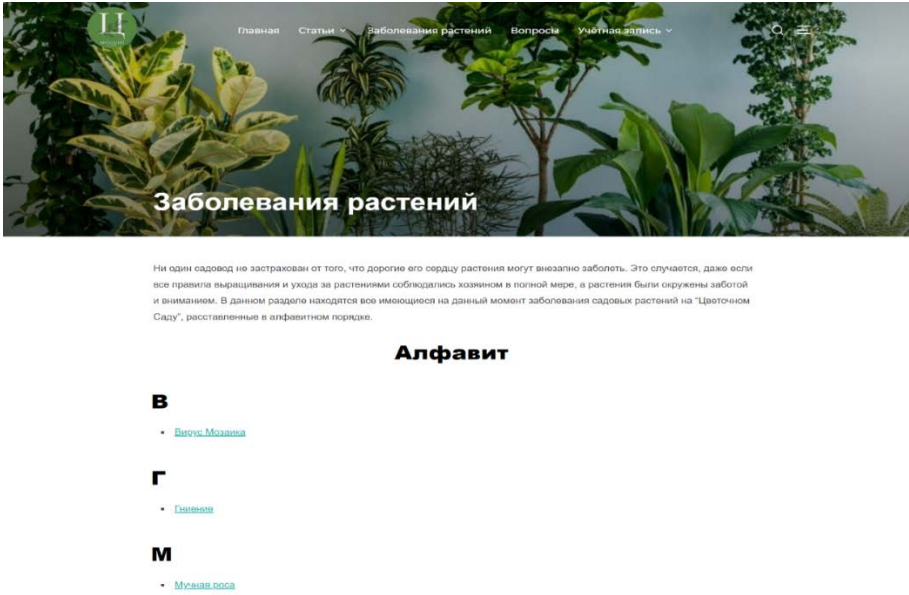 Ц
Главная Статьи Заболевания растений Вопросы Учётная запись
Заболевания растений
Ни один садовод не застрахован от того, что дорогие его сердцу растения могут внезапно заболеть. Это случается, даже если
все правила выращивания и ухода за растениями соблюдались хозяином в полной мере, а растения были окружены заботой
и вниманием. В данном разделе находятся все имеющиеся на данный момент заболевания садовых растений на "Цветочном
Саду", расставленные в алфавитном порядке.
Алфавит
В
Вирус Мозаика
Г
Гниение
М
Мучная роса